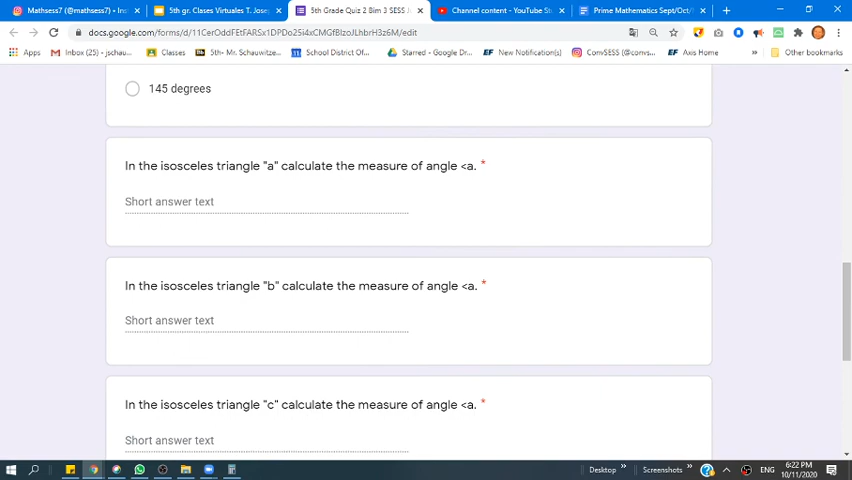 Mathsess7 (@mathsess7) • Ins
5th gr. Clases Virtuales T. Jose
5th Grade Quiz 2 Bim 3 SESS J
Channel content - YouTube St
Prime Mathematics Sept/Oct/
docs.google.com/forms/d/11CerOddFEtFARSx1DPDo25i4xCMGfBlzoJLhbrH3z6M/edit
Apps
Inbox (25) - jschau...
Classes
5th- Mr. Schauwitze...
School District Of...
Starred - Google Dr...
New Notification(s)
ComSESS (@coms...
Axis Home
Other bookmarks
145 degrees
In the isosceles triangle "a" calculate the measure of angle <a. *
Short answer text
In the isosceles triangle "b" calculate the measure of angle <a. *
Short answer text
In the isosceles triangle "c" calculate the measure of angle <a. *
Short answer text
Desktop
Screenshots
ENG
6:22 PM
10/11/2020